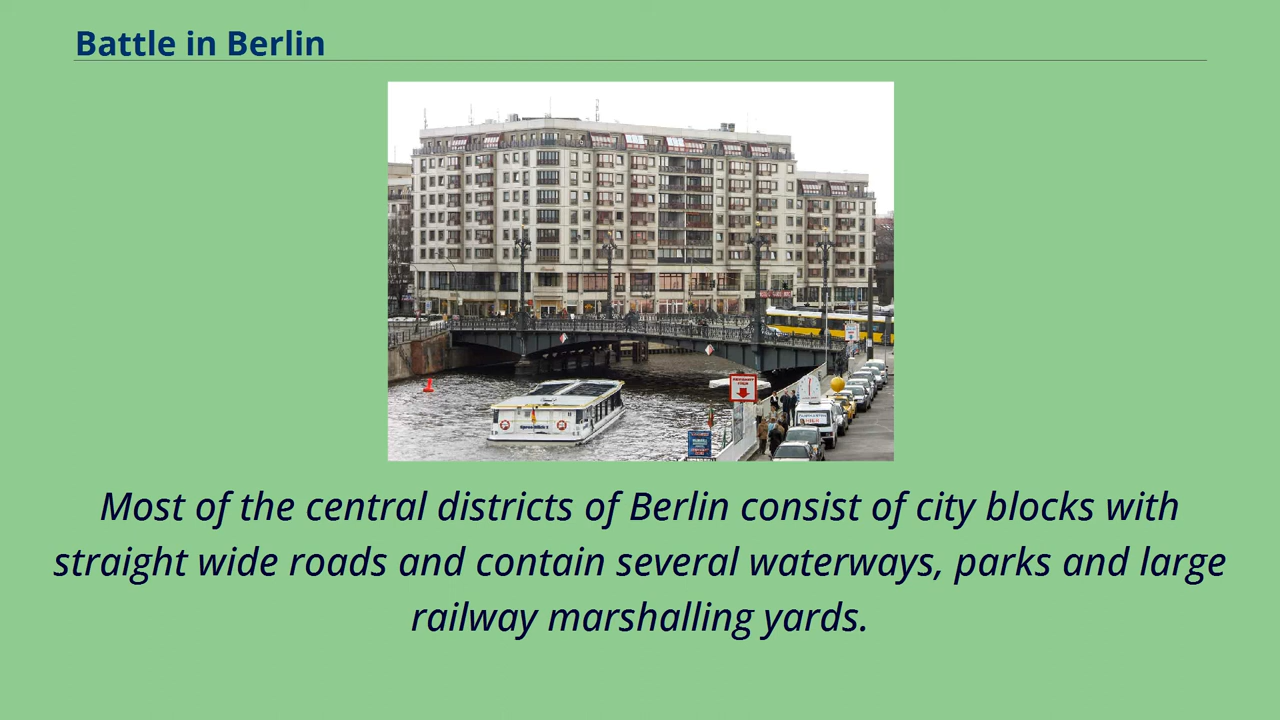 Battle in Berlin
Most of the central districts of Berlin consist of city blocks with
straight wide roads and contain several waterways, parks and large
railway marshalling yards.